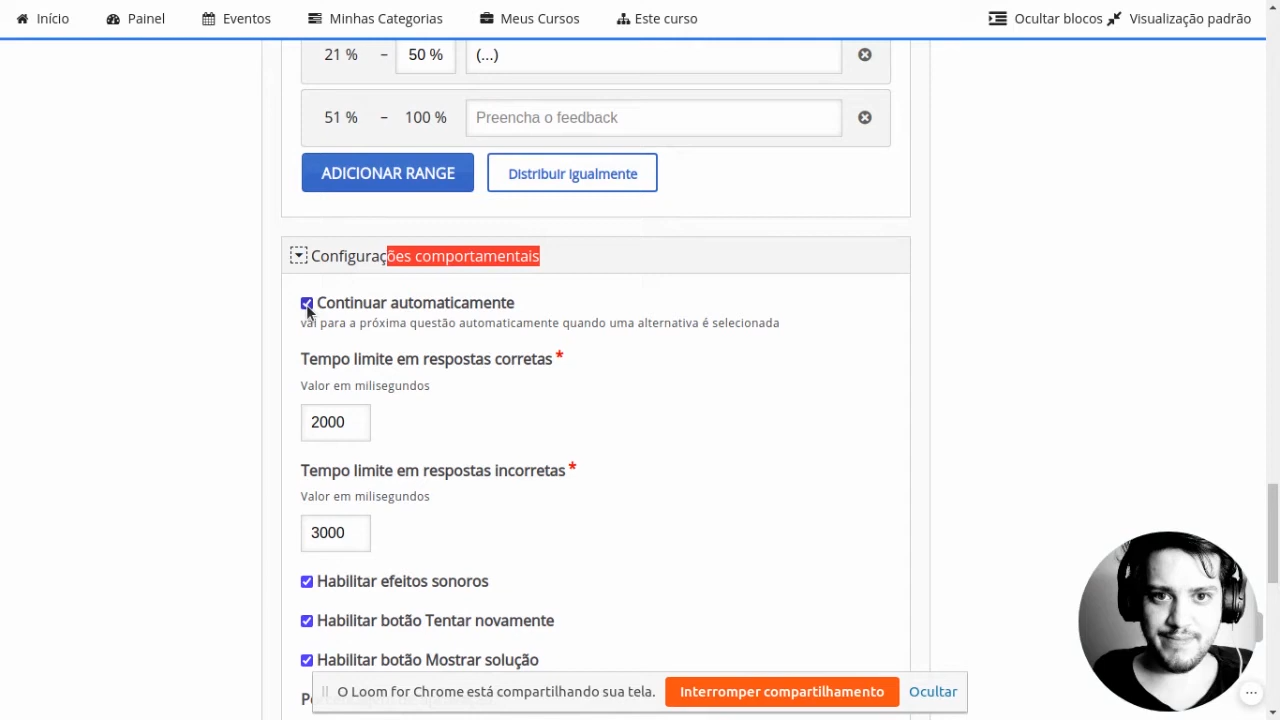 Início Painel Eventos Minhas Categorias Meus Cursos Este curso Ocultar blocos Visualização padrão
21 % – 50 % (...)
51 % – 100 % Preencha o feedback
ADICIONAR RANGE Distribuir Igualmente
Configurações comportamentais
Continuar automaticamente
vai para a próxima questão automaticamente quando uma alternativa é selecionada
Tempo limite em respostas corretas *
Valor em milisegundos
2000
Tempo limite em respostas incorretas *
Valor em milisegundos
3000
Habilitar efeitos sonoros
Habilitar botão Tentar novamente
Habilitar botão Mostrar solução
O Loom for Chrome está compartilhando sua tela. Interromper compartilhamento Ocultar